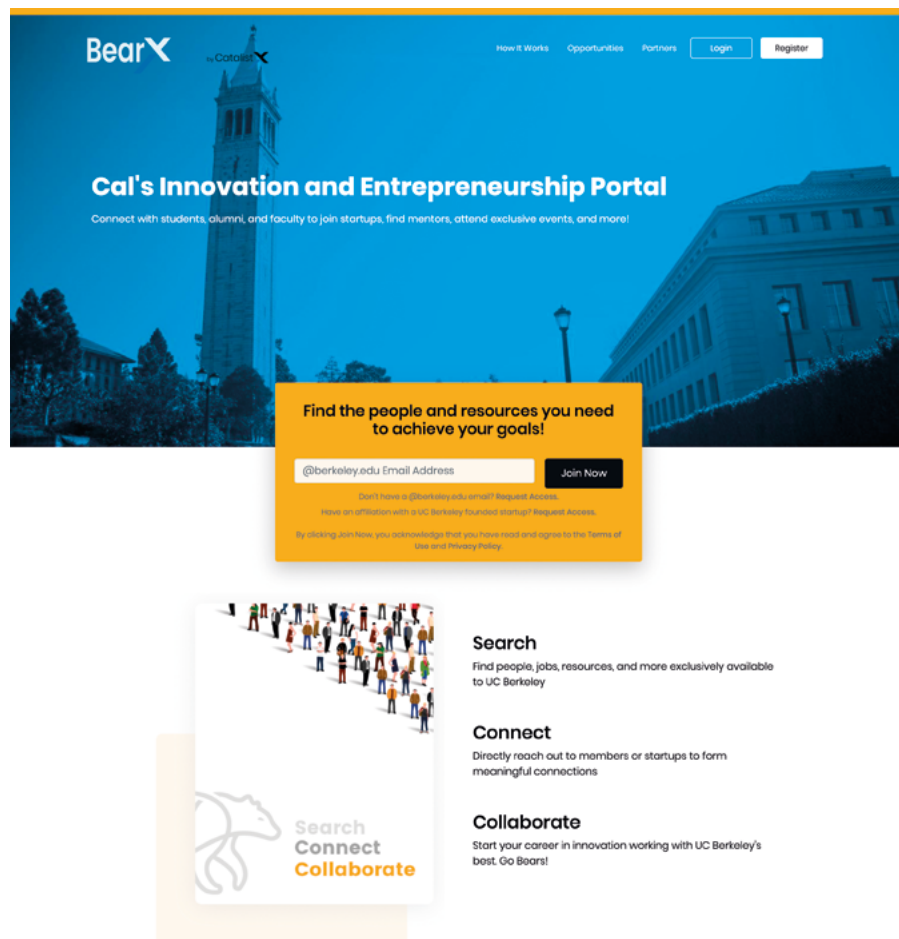 BearX
by CatalistX
How It Works
Opportunities
Partners
Login
Register
Cal's Innovation and Entrepreneurship Portal
Connect with students, alumni, and faculty to join startups, find mentors, attend exclusive events, and more!
Find the people and resources you need
to achieve your goals!
@berkeley.edu Email Address
Join Now
Don't have a @berkeley.edu email? Request Access.
Have an affiliation with a UC Berkeley founded startup? Request Access.
By clicking Join Now, you acknowledge that you have read and agree to the Terms of
Use and Privacy Policy.
Search
Connect
Collaborate
Search
Find people, jobs, resources, and more exclusively available
to UC Berkeley
Connect
Directly reach out to members or startups to form
meaningful connections
Collaborate
Start your career in innovation working with UC Berkeley's
best. Go Bears!